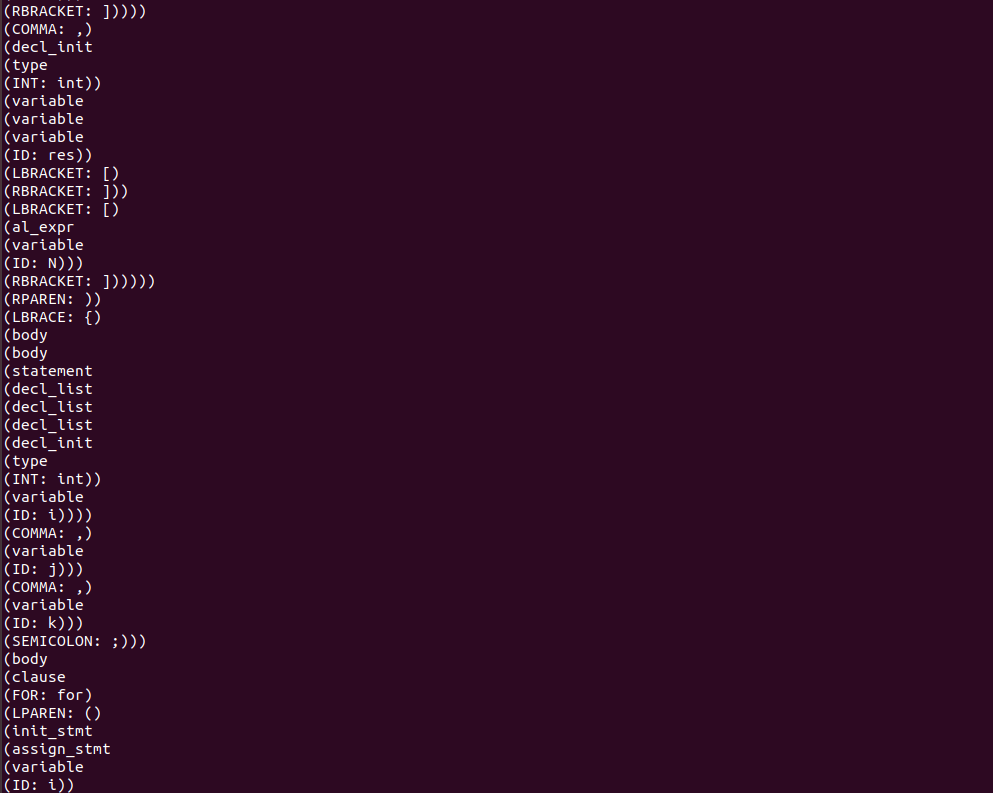 (RBRACKET: ]))))
(COMMA: ,)
(decl_init
(type
(INT: int))
(variable
(variable
(variable
(ID: res))
(LBRACKET: [)
(RBRACKET: ]))
(LBRACKET: [)
(al_expr
(variable
(ID: N)))
(RBRACKET: ]))))))
(RPAREN: ))
(LBRACE: {)
(body
(body
(statement
(decl_list
(decl_list
(decl_list
(decl_init
(type
(INT: int))
(variable
(ID: i))))
(COMMA: ,)
(variable
(ID: j)))
(COMMA: ,)
(variable
(ID: k)))
(SEMICOLON: ;)))
(body
(clause
(FOR: for)
(LPAREN: ()
(init_stmt
(assign_stmt
(variable
(ID: i))